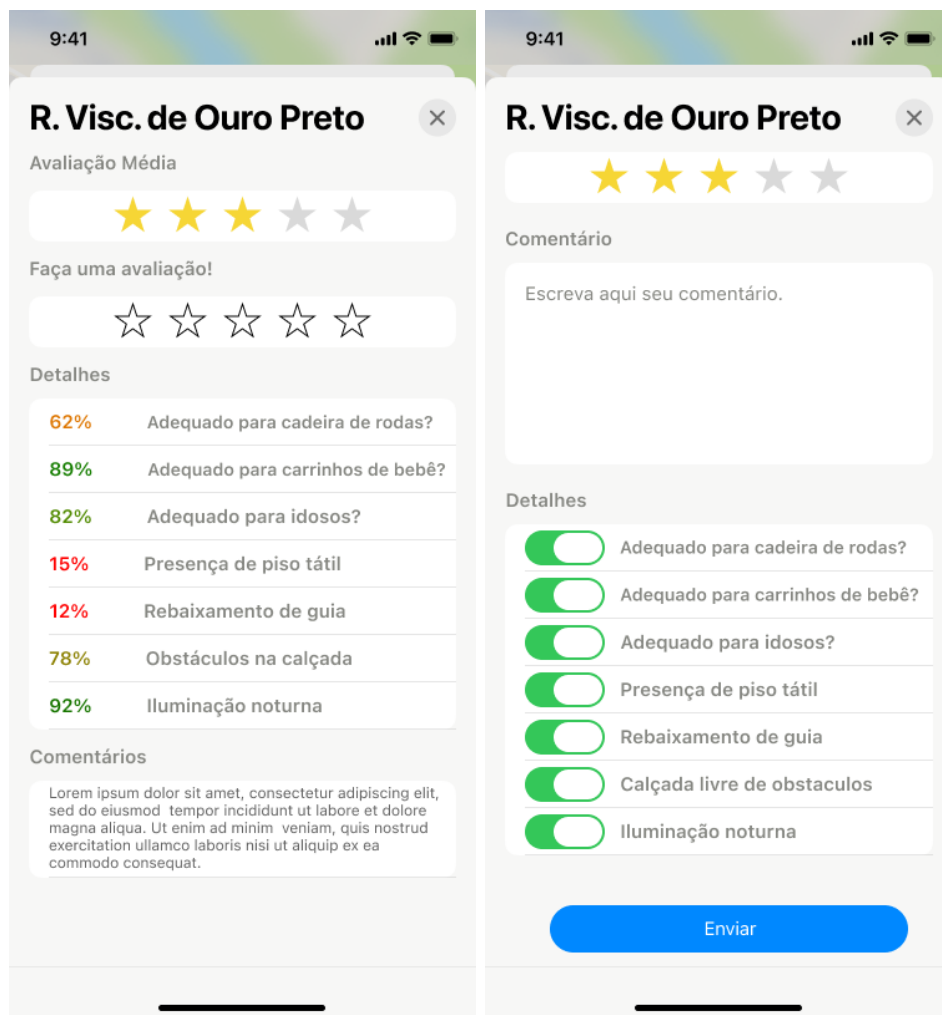 9:41
R. Visc. de Ouro Preto
Avaliação Média
Faça uma avaliação!
Detalhes
62% Adequado para cadeira de rodas?
89% Adequado para carrinhos de bebê?
82% Adequado para idosos?
15% Presença de piso tátil
12% Rebaixamento de guia
78% Obstáculos na calçada
92% Iluminação noturna
Comentários
Lorem ipsum dolor sit amet, consectetur adipiscing elit,
sed do eiusmod tempor incididunt ut labore et dolore
magna aliqua. Ut enim ad minim veniam, quis nostrud
exercitation ullamco laboris nisi ut aliquip ex ea
commodo consequat.
9:41
R. Visc. de Ouro Preto
Comentário
Escreva aqui seu comentário.
Detalhes
Adequado para cadeira de rodas?
Adequado para carrinhos de bebê?
Adequado para idosos?
Presença de piso tátil
Rebaixamento de guia
Calçada livre de obstaculos
Iluminação noturna
Enviar